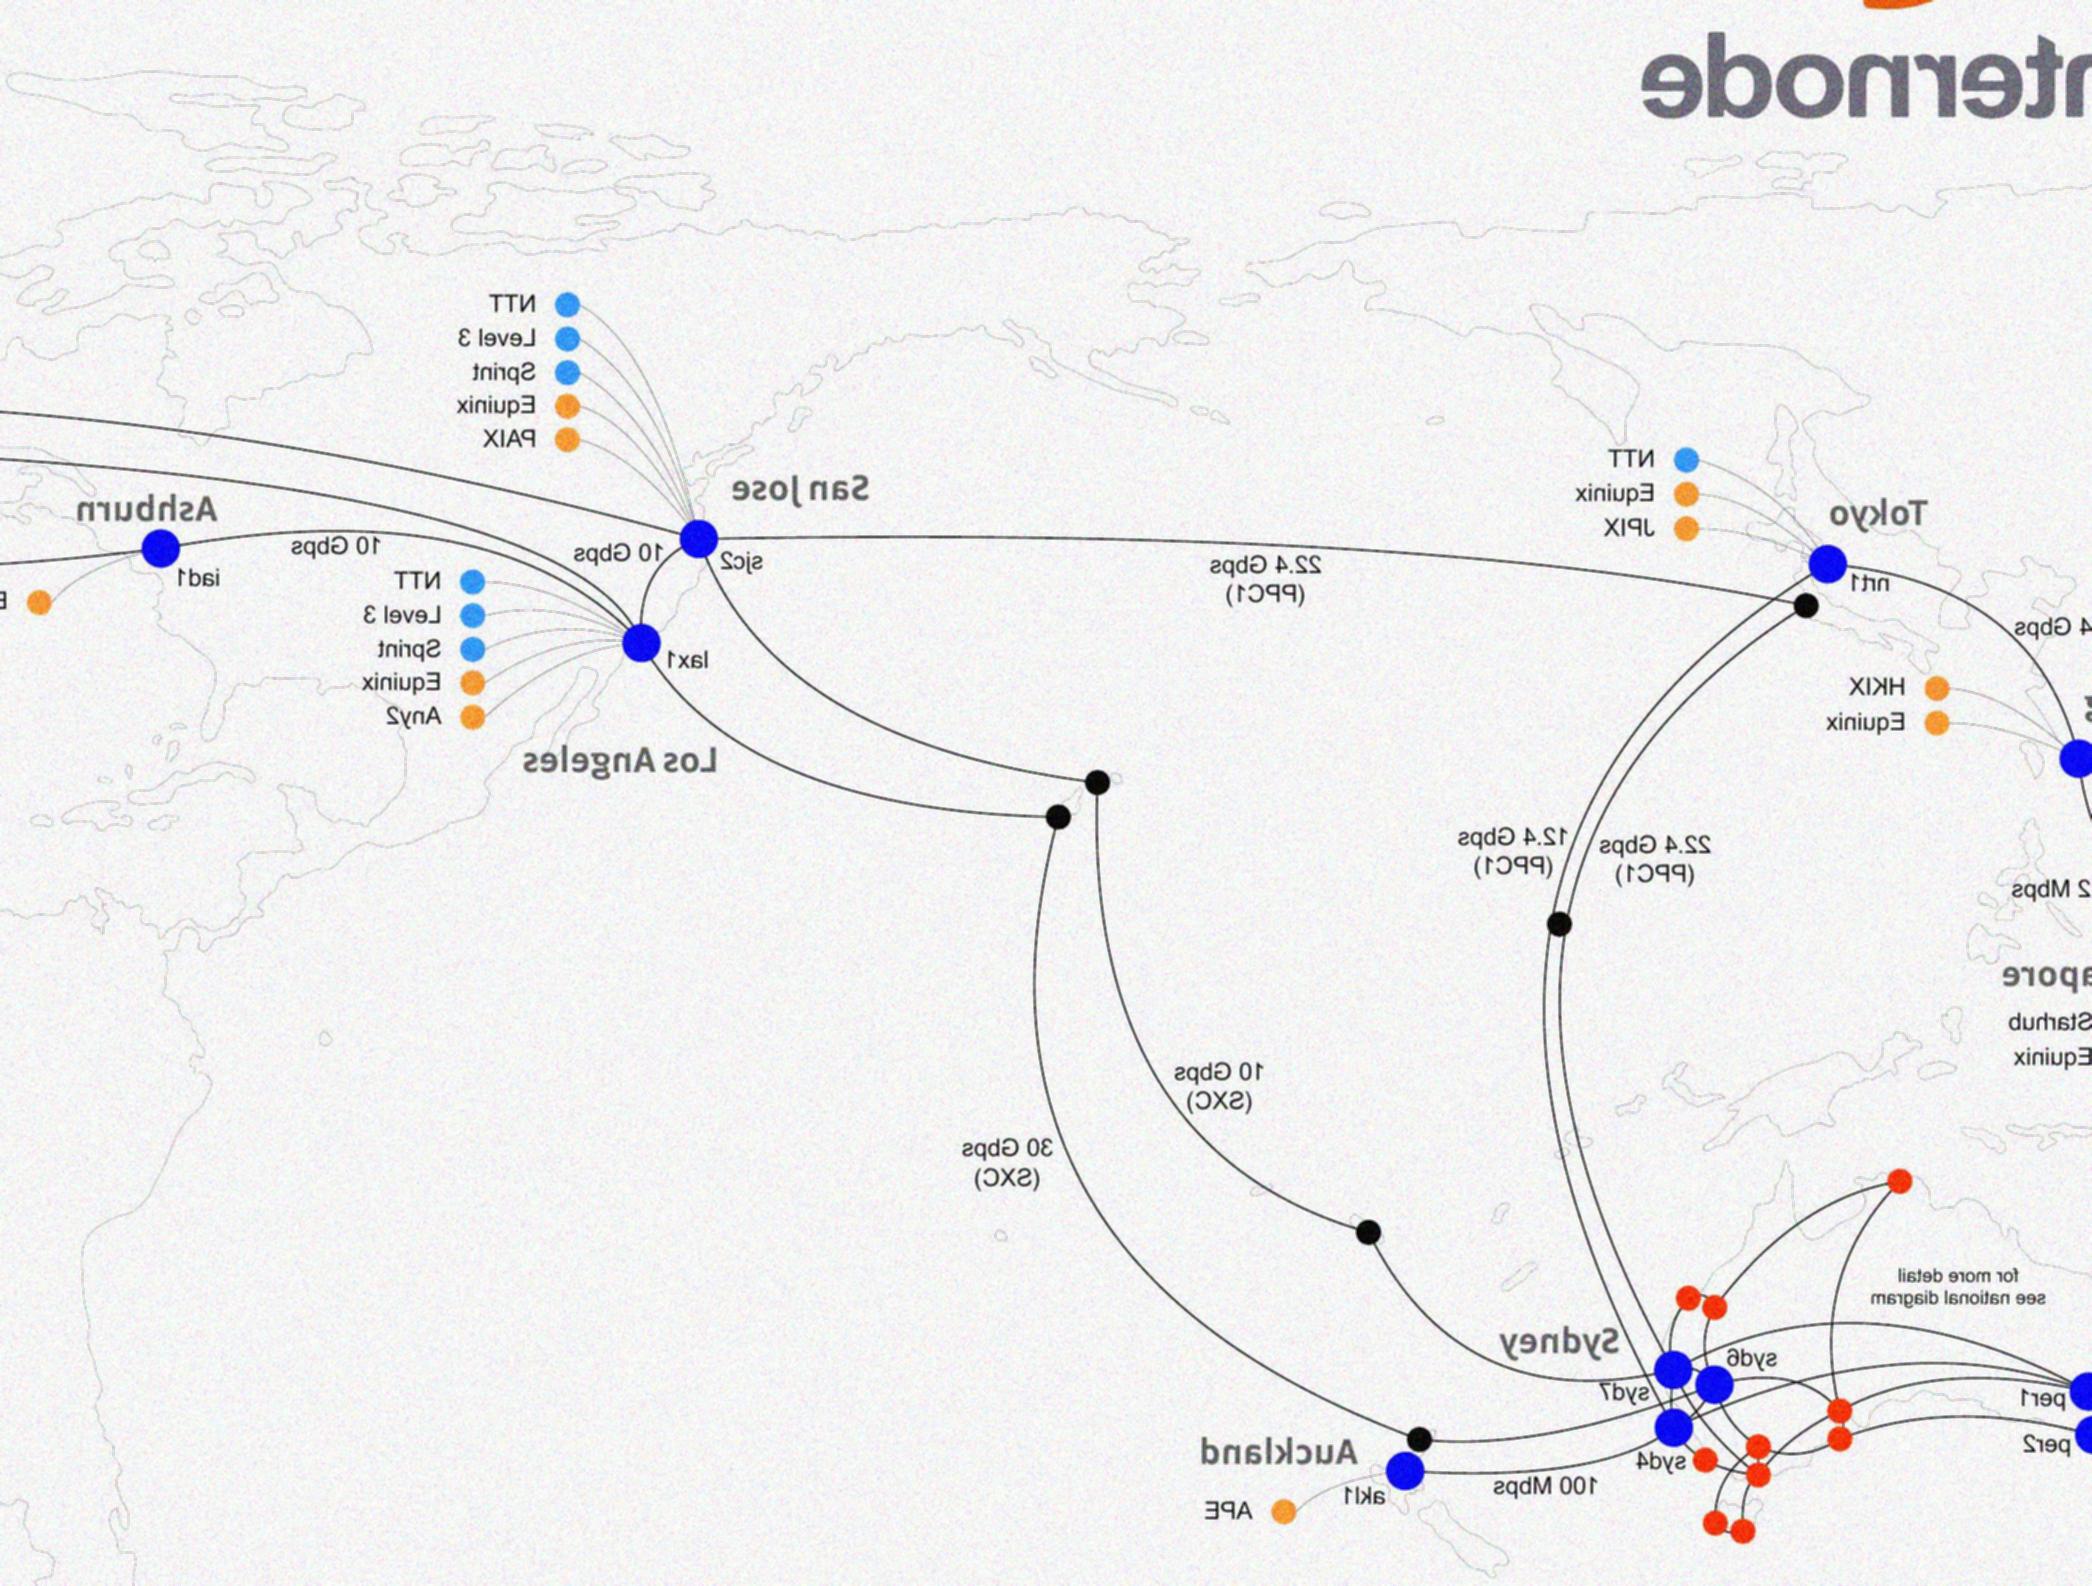 nternode
NTT
Level 3
Sprint
Equinix
PAIX
San Jose
sjc2
10 Gbps
Ashburn
iad1
10 Gbps
E
NTT
Level 3
Sprint
Equinix
Any2
lax1
Los Angeles
22.4 Gbps
(PPC1)
NTT
Equinix
JPIX
Tokyo
nrt1
4 Gbps
HKIX
Equinix
g
12.4 Gbps
(PPC1)
22.4 Gbps
(PPC1)
2 Mbps
apore
Starhub
Equinix
10 Gbps
(SXC)
30 Gbps
(SXC)
for more detail
see national diagram
Sydney
syd6
syd7
syd4
per1
per2
Auckland
akl1
APE
100 Mbps